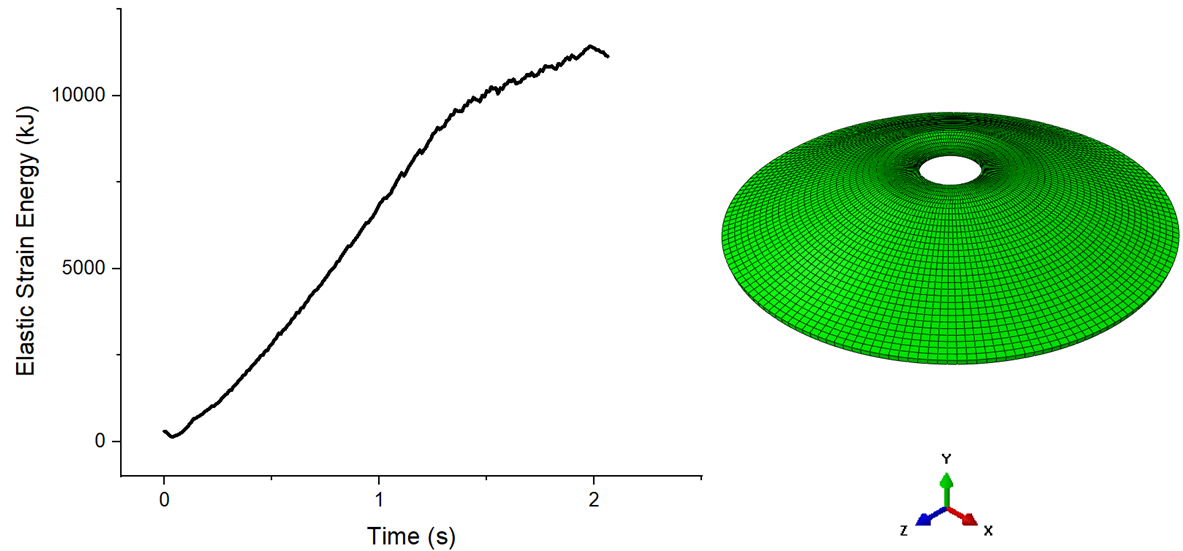 Elastic Strain Energy (kJ)
10000
5000
0
0 1 2
Time (s)
Y
Z X